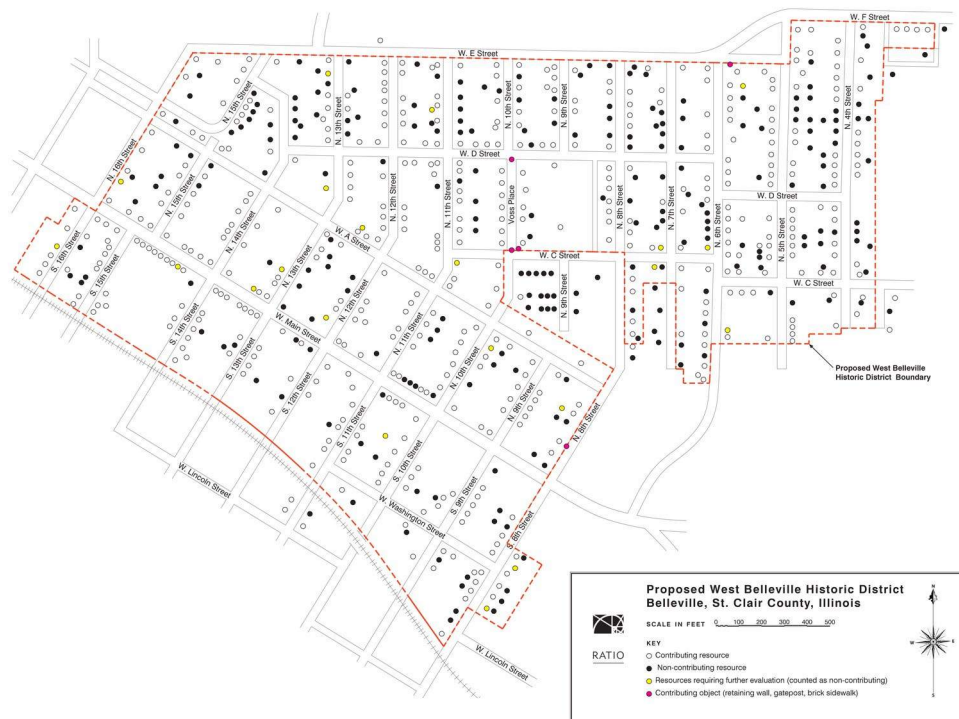 W. F Street
W. E Street
N. 15th Street
N. 13th Street
N. 10th Street
N. 9th Street
N. 4th Street
N. 16th Street
W. D Street
N. 15th Street
N. 12th Street
N. 11th Street
Voss Place
N. 8th Street
N. 7th Street
N. 6th Street
W. D Street
N. 5th Street
N. 14th Street
W. A Street
S. 16th Street
S. 15th Street
N. 13th Street
W. C Street
W. C Street
N. 12th Street
N. 9th Street
S. 14th Street
W. Main Street
N. 11th Street
S. 13th Street
N. 10th Street
Proposed West Belleville
Historic District Boundary
S. 12th Street
N. 9th Street
N. 8th Street
S. 11th Street
S. 10th Street
W. Lincoln Street
S. 9th Street
W. Washington Street
S. 8th Street
W. Lincoln Street
Proposed West Belleville Historic District
Belleville, St. Clair County, Illinois
SCALE IN FEET 0 100 200 300 400 500
RATIO
KEY
Contributing resource
Non-contributing resource
Resources requiring further evaluation (counted as non-contributing)
Contributing object (retaining wall, gatepost, brick sidewalk)
N
S